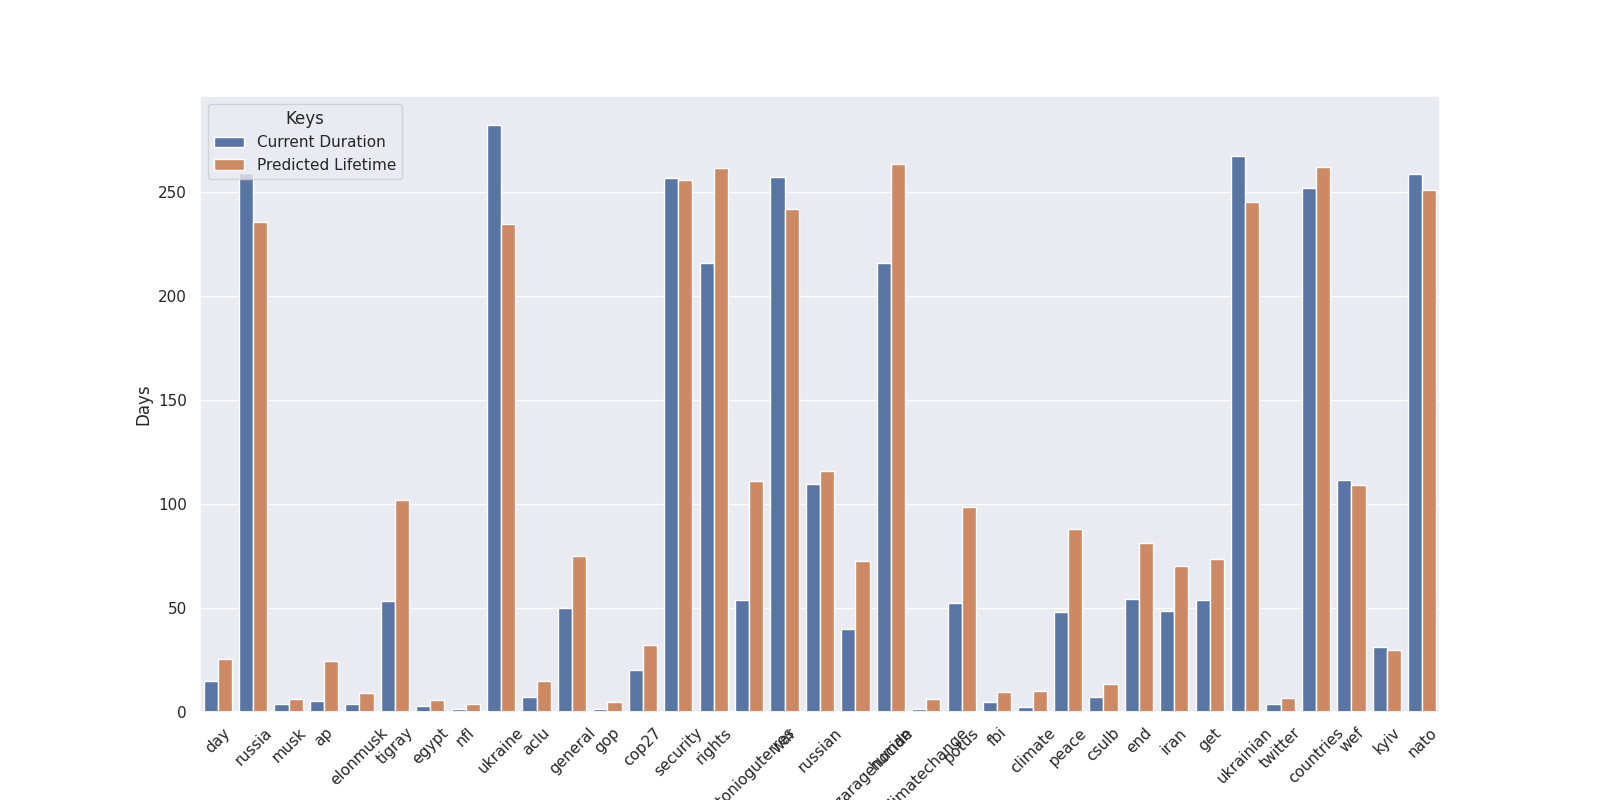 Keys
Current Duration
Predicted Lifetime
Days
250
200
150
100
50
0
day
russia
musk
ap
elonmusk
tigray
egypt
nfl
ukraine
aclu
general
gop
cop27
security
rights
tonioguterres
war
russian
human
potus
fbi
climate
peace
csulb
end
iran
get
ukrainian
twitter
countries
wef
kyiv
nato